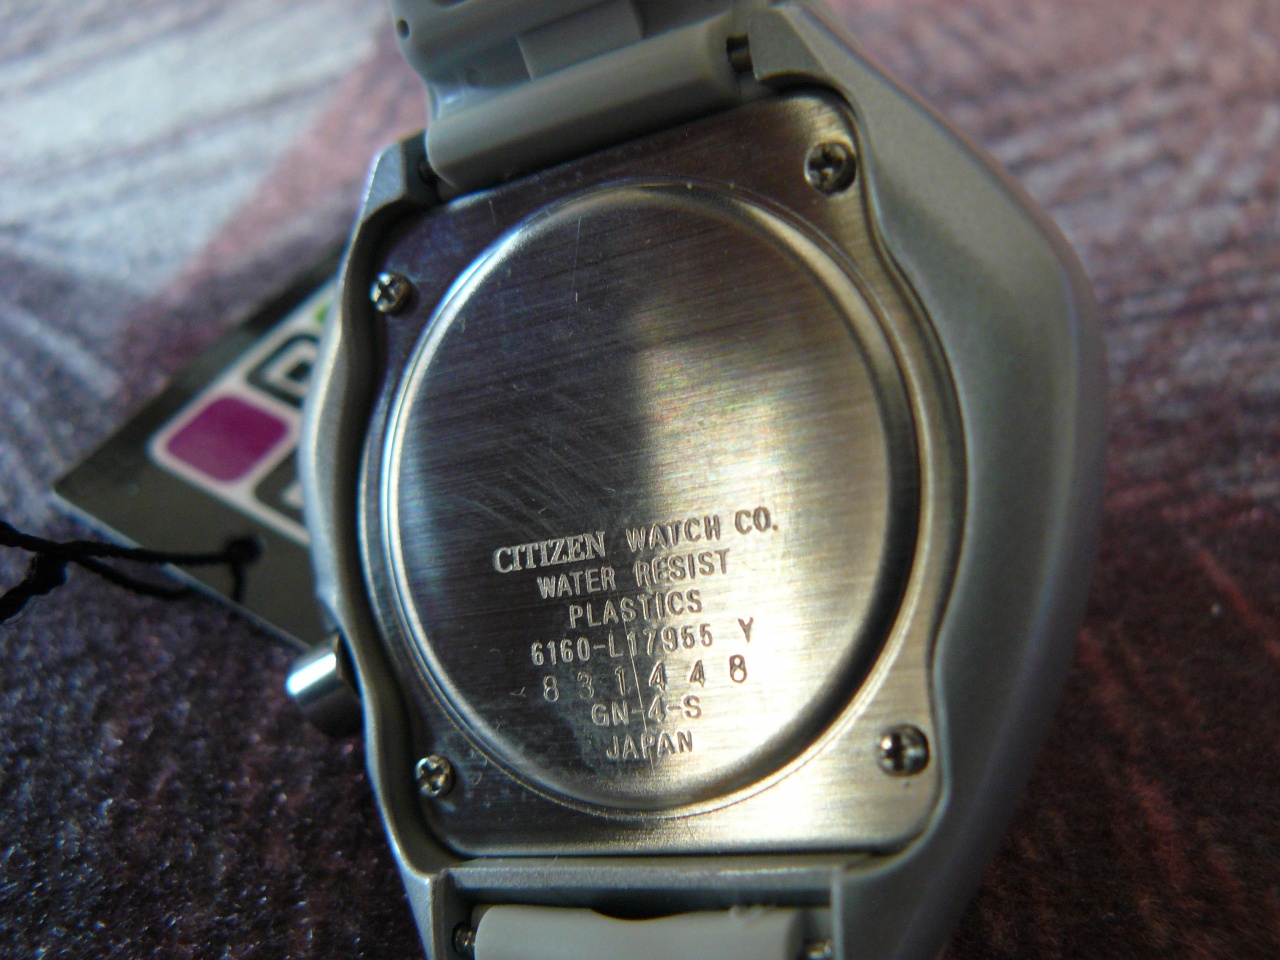 CITIZEN WATCH CO.
WATER RESIST
PLASTICS
6160-L17955 Y
831448
GN-4-S
JAPAN